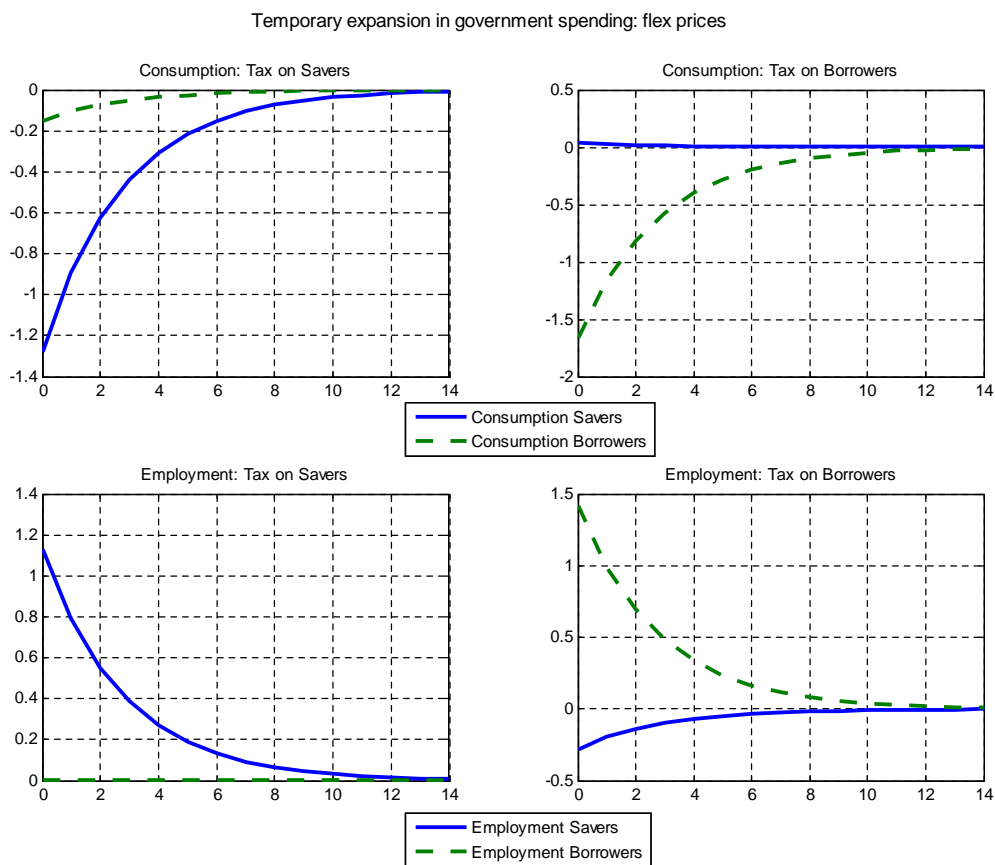 Temporary expansion in government spending: flex prices
Consumption: Tax on Savers
0
-0.2
-0.4
-0.6
-0.8
-1
-1.2
-1.4
0 2 4 6 8 10 12 14
Consumption: Tax on Borrowers
0.5
0
-0.5
-1
-1.5
-2
0 2 4 6 8 10 12 14
Consumption Savers
Consumption Borrowers
Employment: Tax on Savers
1.4
1.2
1
0.8
0.6
0.4
0.2
0
0 2 4 6 8 10 12 14
Employment: Tax on Borrowers
1.5
1
0.5
0
-0.5
0 2 4 6 8 10 12 14
Employment Savers
Employment Borrowers